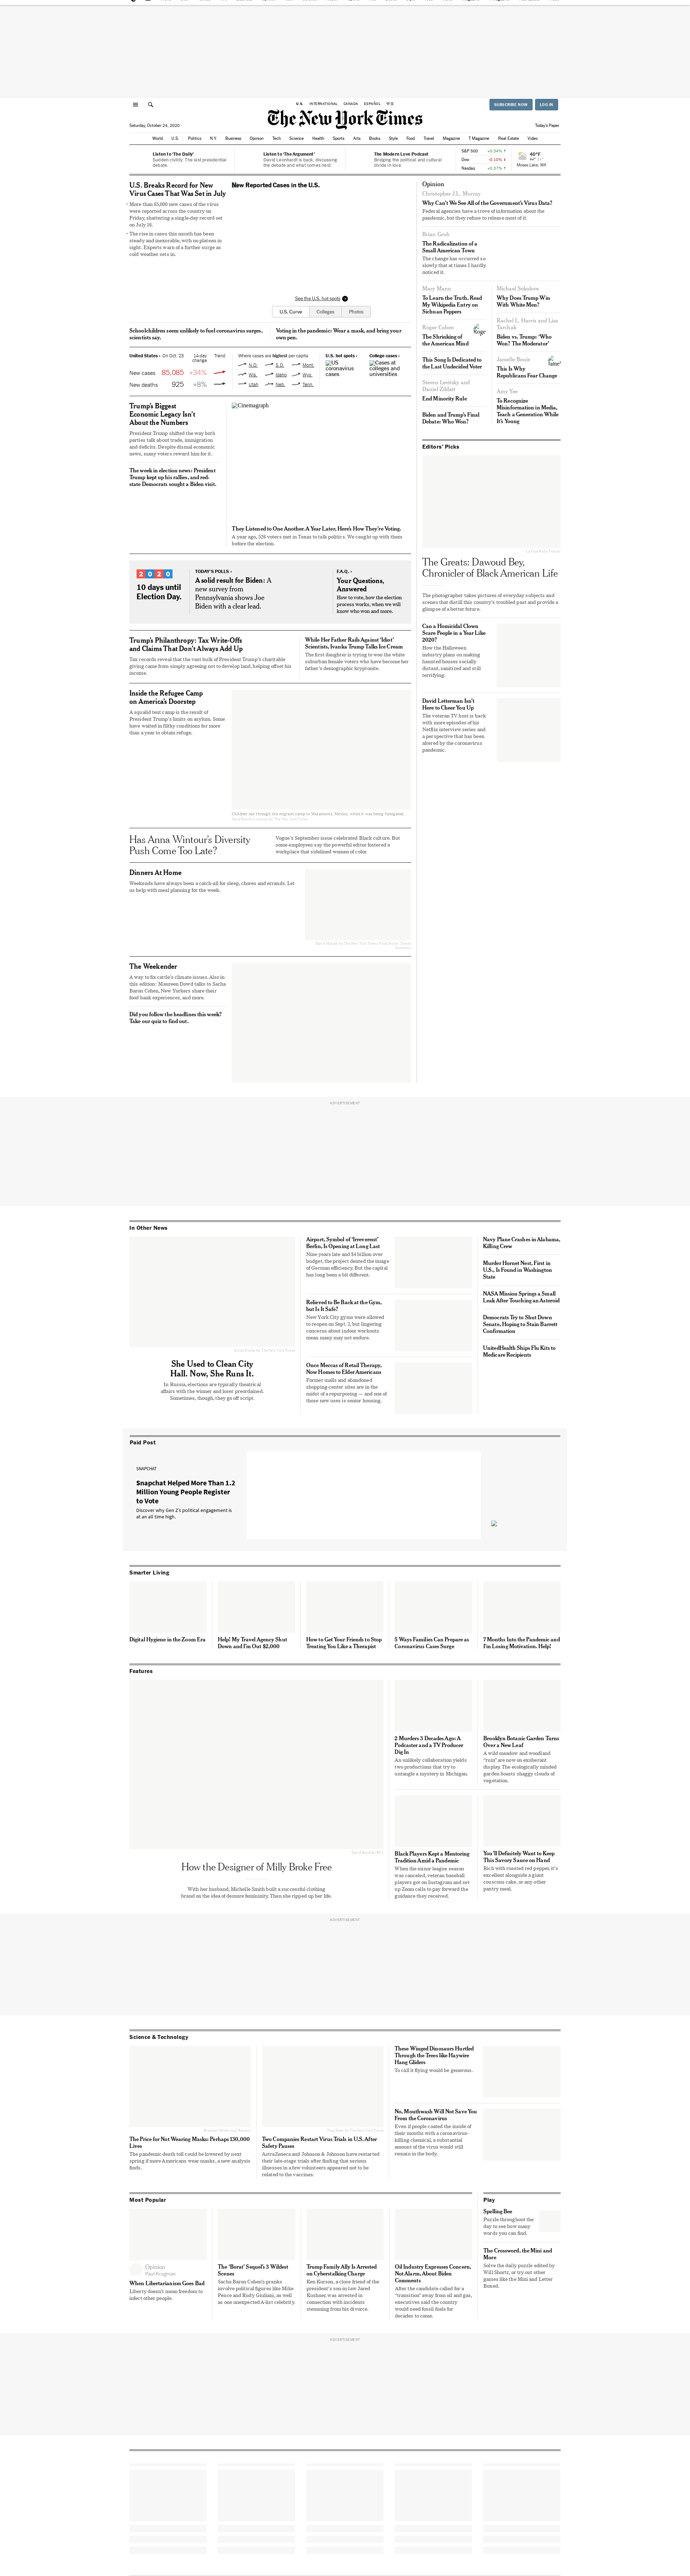 U.S.
INTERNATIONAL
CANADA
ESPAÑOL
中文
SUBSCRIBE NOW
LOG IN
The New York Times
Saturday, October 24, 2020
Today's Paper
World
U.S.
Politics
N.Y.
Business
Opinion
Tech
Science
Health
Sports
Arts
Books
Style
Food
Travel
Magazine
T Magazine
Real Estate
Video
Listen to 'The Daily'
Sudden civility: The last presidential
debate.
Listen to 'The Argument'
David Leonhardt is back, discussing
the debate and what comes next.
The Modern Love Podcast
Bridging the political and cultural
divide in love.
S&P 500
+0.34% ↑
Dow
-0.10% ↓
Nasdaq
+0.37% ↑
40°F
Moses Lake, WA
U.S. Breaks Record for New
Virus Cases That Was Set in July
• More than 85,000 new cases of the virus
were reported across the country on
Friday, shattering a single-day record set
on July 16.
• The rise in cases this month has been
steady and inexorable, with no plateau in
sight. Experts warn of a further surge as
cold weather sets in.
New Reported Cases in the U.S.
See the U.S. hot spots
U.S. Curve
Colleges
Photos
Schoolchildren seem unlikely to fuel coronavirus surges,
scientists say.
Voting in the pandemic: Wear a mask, and bring your
own pen.
United States › On Oct. 23
14-day
change
Trend
New cases 85,085 +34%
New deaths 925 +8%
Where cases are highest per capita
N.D.
S.D.
Mont.
Wis.
Idaho
Wyo.
Utah
Neb.
Tenn.
U.S. hot spots ›
US
coronavirus
cases
College cases ›
Cases at
colleges and
universities
Trump's Biggest
Economic Legacy Isn't
About the Numbers
President Trump shifted the way both
parties talk about trade, immigration
and deficits. Despite dismal economic
news, many voters reward him for it.
The week in election news: President
Trump kept up his rallies, and red-
state Democrats sought a Biden visit.
Cinemagraph
They Listened to One Another. A Year Later, Here's How They're Voting.
A year ago, 526 voters met in Texas to talk politics. We caught up with them
before the election.
2020
10 days until
Election Day.
TODAY'S POLLS ›
A solid result for Biden: A
new survey from
Pennsylvania shows Joe
Biden with a clear lead.
F.A.Q. ›
Your Questions,
Answered
How to vote, how the election
process works, when we will
know who won and more.
Trump's Philanthropy: Tax Write-Offs
and Claims That Don't Always Add Up
Tax records reveal that the vast bulk of President Trump's charitable
giving came from simply agreeing not to develop land, helping offset his
income.
While Her Father Rails Against 'Idiot'
Scientists, Ivanka Trump Talks Ice Cream
The first daughter is trying to woo the white
suburban female voters who have become her
father's demographic kryptonite.
Inside the Refugee Camp
on America's Doorstep
A squalid tent camp is the result of
President Trump's limits on asylum. Some
have waited in filthy conditions for more
than a year to obtain refuge.
Has Anna Wintour's Diversity
Push Come Too Late?
Vogue's September issue celebrated Black culture. But
some employees say the powerful editor fostered a
workplace that sidelined women of color.
Dinners At Home
Weekends have always been a catch-all for sleep, chores and errands. Let
us help with meal planning for the week.
The Weekender
A way to fix cattle's climate issues. Also in
this edition: Maureen Dowd talks to Sacha
Baron Cohen, New Yorkers share their
food bank experiences, and more.
Did you follow the headlines this week?
Take our quiz to find out.
Opinion
Christopher J.L. Murray
Why Can't We See All of the Government's Virus Data?
Federal agencies have a trove of information about the
pandemic, but they refuse to release most of it.
Brian Groh
The Radicalization of a
Small American Town
The change has occurred so
slowly that at times I hardly
noticed it.
Mary Mann
To Learn the Truth, Read
My Wikipedia Entry on
Sichuan Peppers
Michael Sokolove
Why Does Trump Win
With White Men?
Roger Cohen
The Shrinking of
the American Mind
Rachel L. Harris and Lisa
Tarchak
Biden vs. Trump: 'Who
Won? The Moderator'
This Song Is Dedicated to
the Last Undecided Voter
Jamelle Bouie
This Is Why
Republicans Fear Change
Steven Levitsky and
Daniel Ziblatt
End Minority Rule
Amy Yee
To Recognize
Misinformation in Media,
Teach a Generation While
It's Young
Biden and Trump's Final
Debate: Who Won?
Editors' Picks
The Greats: Dawoud Bey,
Chronicler of Black American Life
The photographer takes pictures of everyday subjects and
scenes that distill this country's troubled past and provide a
glimpse of a better future.
Can a Homicidal Clown
Scare People in a Year Like
2020?
How the Halloween
industry plans on making
haunted houses socially
distant, sanitized and still
terrifying.
David Letterman Isn't
Here to Cheer You Up
The veteran TV host is back
with more episodes of his
Netflix interview series and
a perspective that has been
altered by the coronavirus
pandemic.
ADVERTISEMENT
In Other News
She Used to Clean City
Hall. Now, She Runs It.
In Russia, elections are typically theatrical
affairs with the winner and loser preordained.
Sometimes, though, they go off script.
Airport, Symbol of 'Irreverent'
Berlin, Is Opening at Long Last
Nine years late and $4 billion over
budget, the project dented the image
of German efficiency. But the capital
has long been a bit different.
Relieved to Be Back at the Gym,
but Is It Safe?
New York City gyms were allowed
to reopen on Sept. 2, but lingering
concerns about indoor workouts
mean many may not endure.
Once Meccas of Retail Therapy,
Now Homes to Elder Americans
Former malls and abandoned
shopping-center sites are in the
midst of a repurposing — and one of
those new uses is senior housing.
Navy Plane Crashes in Alabama,
Killing Crew
Murder Hornet Nest, First in
U.S., Is Found in Washington
State
NASA Mission Springs a Small
Leak After Touching an Asteroid
Democrats Try to Shut Down
Senate, Hoping to Stain Barrett
Confirmation
UnitedHealth Ships Flu Kits to
Medicare Recipients
Paid Post
SNAPCHAT
Snapchat Helped More Than 1.2
Million Young People Register
to Vote
Discover why Gen Z's political engagement is
at an all time high.
Smarter Living
Digital Hygiene in the Zoom Era
Help! My Travel Agency Shut
Down and I'm Out $2,000
How to Get Your Friends to Stop
Treating You Like a Therapist
5 Ways Families Can Prepare as
Coronavirus Cases Surge
7 Months Into the Pandemic and
I'm Losing Motivation. Help!
Features
How the Designer of Milly Broke Free
With her husband, Michelle Smith built a successful clothing
brand on the idea of demure femininity. Then she ripped up her life.
2 Murders 3 Decades Ago: A
Podcaster and a TV Producer
Dig In
An unlikely collaboration yields
two productions that try to
untangle a mystery in Michigan.
Brooklyn Botanic Garden Turns
Over a New Leaf
A wild meadow and woodland
"ruin" are now on exuberant
display. The ecologically minded
garden boasts shaggy clouds of
vegetation.
Black Players Kept a Mentoring
Tradition Amid a Pandemic
When the minor league season
was canceled, veteran baseball
players got on Instagram and set
up Zoom calls to pay forward the
guidance they received.
You'll Definitely Want to Keep
This Savory Sauce on Hand
Rich with roasted red pepper, it's
excellent alongside a giant
couscous cake, or any other
pantry meal.
ADVERTISEMENT
Science & Technology
The Price for Not Wearing Masks: Perhaps 130,000
Lives
The pandemic death toll could be lowered by next
spring if more Americans wear masks, a new analysis
finds.
Two Companies Restart Virus Trials in U.S. After
Safety Pauses
AstraZeneca and Johnson & Johnson have restarted
their late-stage trials after finding that serious
illnesses in a few volunteers appeared not to be
related to the vaccines.
These Winged Dinosaurs Hurtled
Through the Trees like Haywire
Hang Gliders
To call it flying would be generous.
No, Mouthwash Will Not Save You
From the Coronavirus
Even if people coated the inside of
their mouths with a coronavirus-
killing chemical, a substantial
amount of the virus would still
remain in the body.
Most Popular
Opinion
Paul Krugman
When Libertarianism Goes Bad
Liberty doesn't mean freedom to
infect other people.
The 'Borat' Sequel's 3 Wildest
Scenes
Sacha Baron Cohen's pranks
involve political figures like Mike
Pence and Rudy Giuliani, as well
as one unexpected A-list celebrity.
Trump Family Ally Is Arrested
on Cyberstalking Charge
Ken Kurson, a close friend of the
president's son-in-law Jared
Kushner, was arrested in
connection with incidents
stemming from his divorce.
Oil Industry Expresses Concern,
Not Alarm, About Biden
Comments
After the candidate called for a
"transition" away from oil and gas,
executives said the country
would need fossil fuels for
decades to come.
Play
Spelling Bee
Puzzle throughout the
day to see how many
words you can find.
The Crossword, the Mini and
More
Solve the daily puzzle edited by
Will Shortz, or try out other
games like the Mini and Letter
Boxed.
ADVERTISEMENT